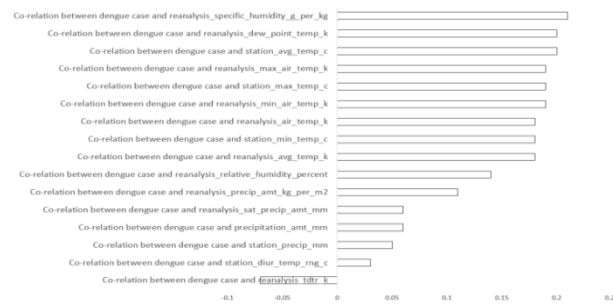 Co-relation between dengue case and reanalysis_specific_humidity_g_per_kg
Co-relation between dengue case and reanalysis_dew_point_temp_k
Co-relation between dengue case and station_avg_temp_c
Co-relation between dengue case and reanalysis_max_air_temp_k
Co-relation between dengue case and station_max_temp_c
Co-relation between dengue case and reanalysis_min_air_temp_k
Co-relation between dengue case and reanalysis_air_temp_k
Co-relation between dengue case and station_min_temp_c
Co-relation between dengue case and reanalysis_avg_temp_k
Co-relation between dengue case and reanalysis_relative_humidity_percent
Co-relation between dengue case and reanalysis_precip_amt_kg_per_m2
Co-relation between dengue case and reanalysis_sat_precip_amt_mm
Co-relation between dengue case and precipitation_amt_mm
Co-relation between dengue case and station_precip_mm
Co-relation between dengue case and station_diur_temp_rng_c
Co-relation between dengue case and reanalysis_tdtr_k
-0.1 -0.05 0 0.05 0.1 0.15 0.2